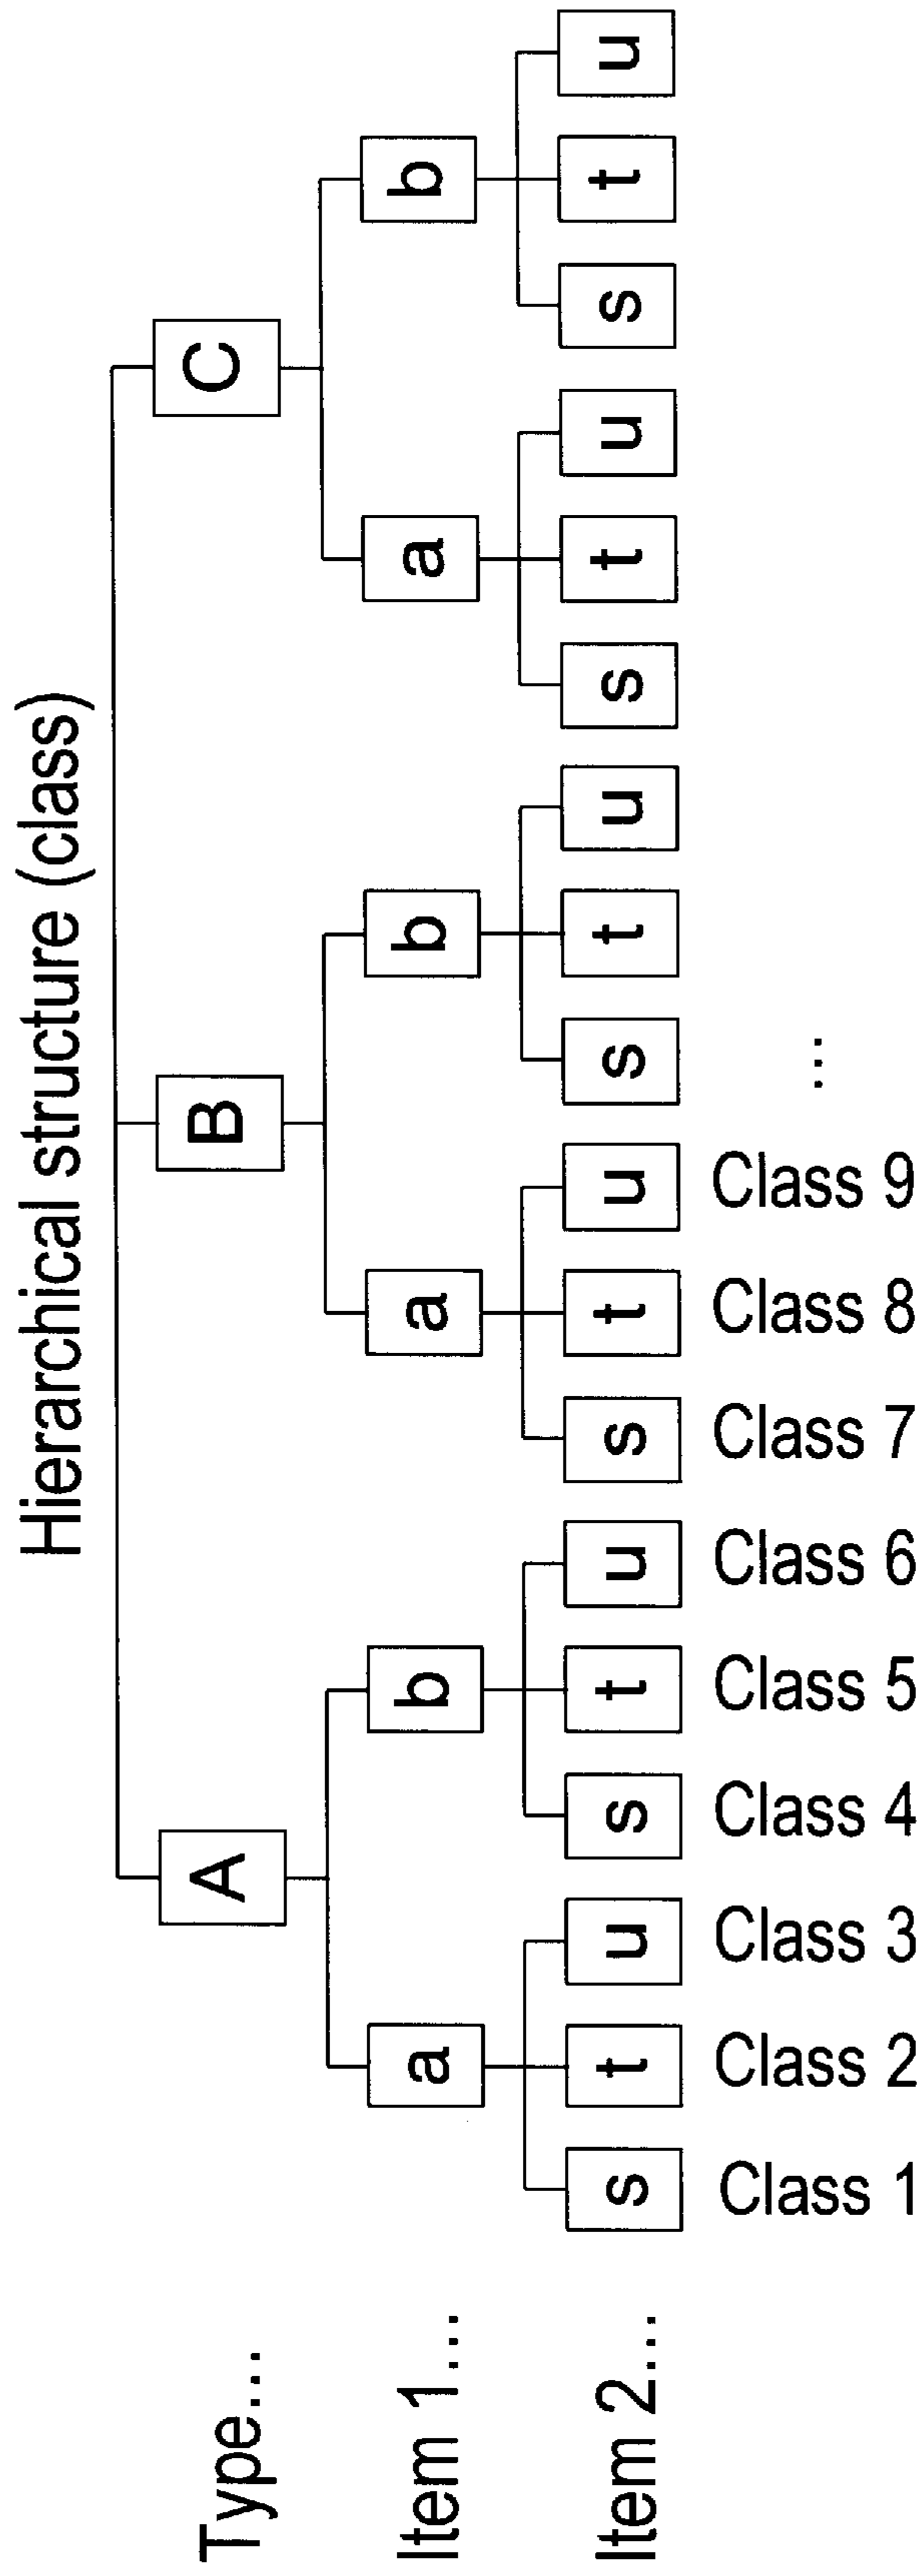 Hierarchical structure (class)
Type... A B C
Item 1... a b a b a b
Item 2... s t u s t u s t u s t u s t u s t u
Class 1 Class 2 Class 3 Class 4 Class 5 Class 6 Class 7 Class 8 Class 9 ...